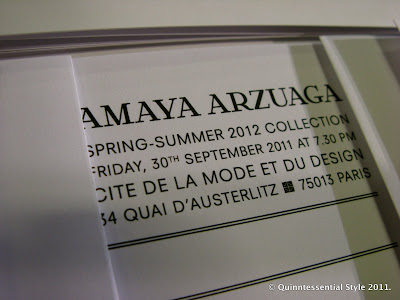 AMAYA ARZUAGA
SPRING-SUMMER 2012 COLLECTION
FRIDAY, 30TH SEPTEMBER 2011 AT 7.30 PM
CITE DE LA MODE ET DU DESIGN
34 QUAI D'AUSTERLITZ 75013 PARIS
© Quinntessential Style 2011.